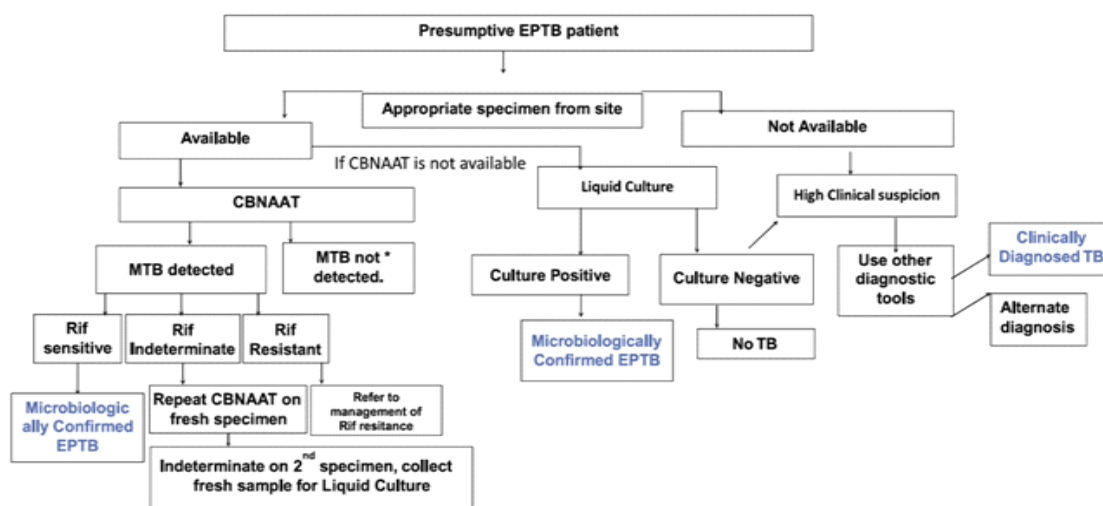 Presumptive EPTB patient
Appropriate specimen from site
Available
Not Available
If CBNAAT is not available
CBNAAT
Liquid Culture
High Clinical suspicion
MTB detected
MTB not *
detected.
Culture Positive
Culture Negative
Use other
diagnostic
tools
Clinically
Diagnosed TB
Alternate
diagnosis
Rif
sensitive
Rif
Indeterminate
Rif
Resistant
Microbiologically
Confirmed EPTB
No TB
Microbiologic
ally Confirmed
EPTB
Repeat CBNAAT on
fresh specimen
Refer to
management of
Rif resitance
Indeterminate on 2nd specimen, collect
fresh sample for Liquid Culture